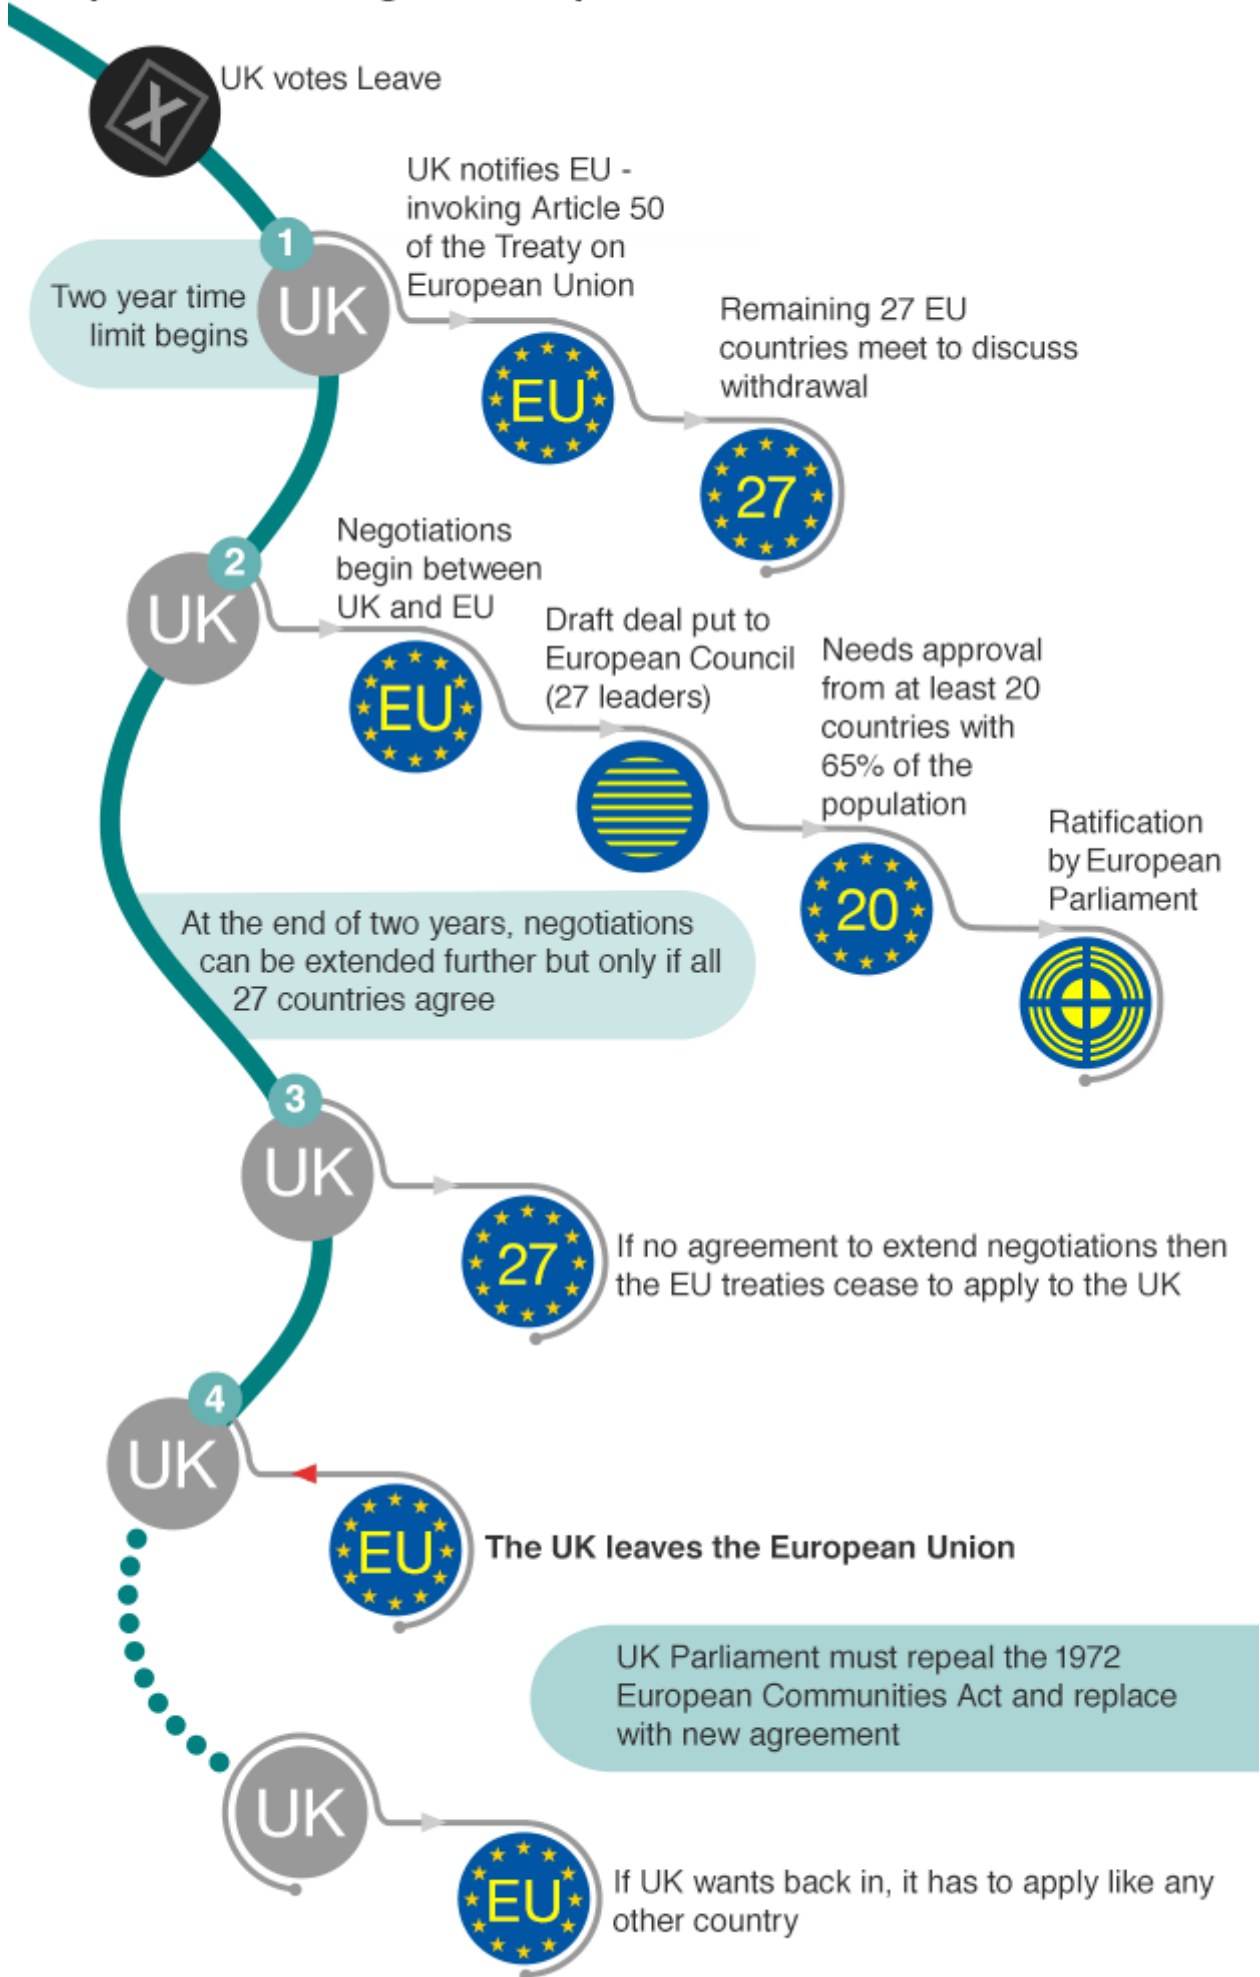 UK votes Leave
UK notifies EU -
invoking Article 50
of the Treaty on
European Union
1
Two year time
limit begins
UK
EU
Remaining 27 EU
countries meet to discuss
withdrawal
27
2
UK
Negotiations
begin between
UK and EU
EU
Draft deal put to
European Council
(27 leaders)
Needs approval
from at least 20
countries with
65% of the
population
20
Ratification
by European
Parliament
At the end of two years, negotiations
can be extended further but only if all
27 countries agree
3
UK
27
If no agreement to extend negotiations then
the EU treaties cease to apply to the UK
4
UK
EU
The UK leaves the European Union
UK Parliament must repeal the 1972
European Communities Act and replace
with new agreement
UK
EU
If UK wants back in, it has to apply like any
other country